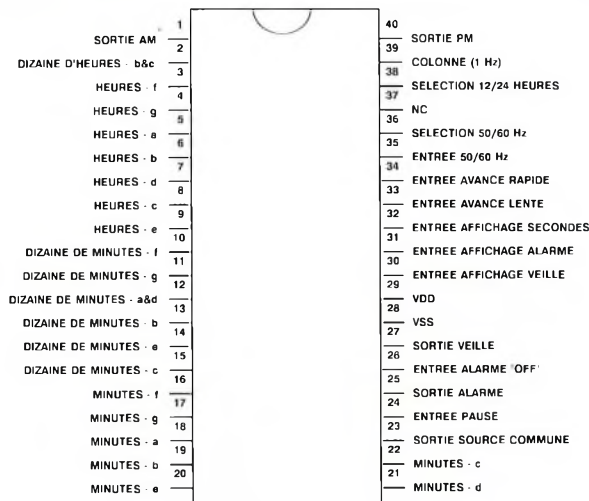 1
SORTIE AM
2
DIZAINE D'HEURES - b&c
3
HEURES - f
4
HEURES - g
5
HEURES - a
6
HEURES - b
7
HEURES - d
8
HEURES - c
9
HEURES - e
10
DIZAINE DE MINUTES - f
11
DIZAINE DE MINUTES - g
12
DIZAINE DE MINUTES - a&d
13
DIZAINE DE MINUTES - b
14
DIZAINE DE MINUTES - e
15
DIZAINE DE MINUTES - c
16
MINUTES - f
17
MINUTES - g
18
MINUTES - a
19
MINUTES - b
20
MINUTES - e
40
SORTIE PM
39
COLONNE (1 Hz)
38
SELECTION 12/24 HEURES
37
NC
36
SELECTION 50/60 Hz
35
ENTREE 50/60 Hz
34
ENTREE AVANCE RAPIDE
33
ENTREE AVANCE LENTE
32
ENTREE AFFICHAGE SECONDES
31
ENTREE AFFICHAGE ALARME
30
ENTREE AFFICHAGE VEILLE
29
VDD
28
VSS
27
SORTIE VEILLE
26
ENTREE ALARME 'OFF'
25
SORTIE ALARME
24
ENTREE PAUSE
23
SORTIE SOURCE COMMUNE
22
MINUTES - c
21
MINUTES - d